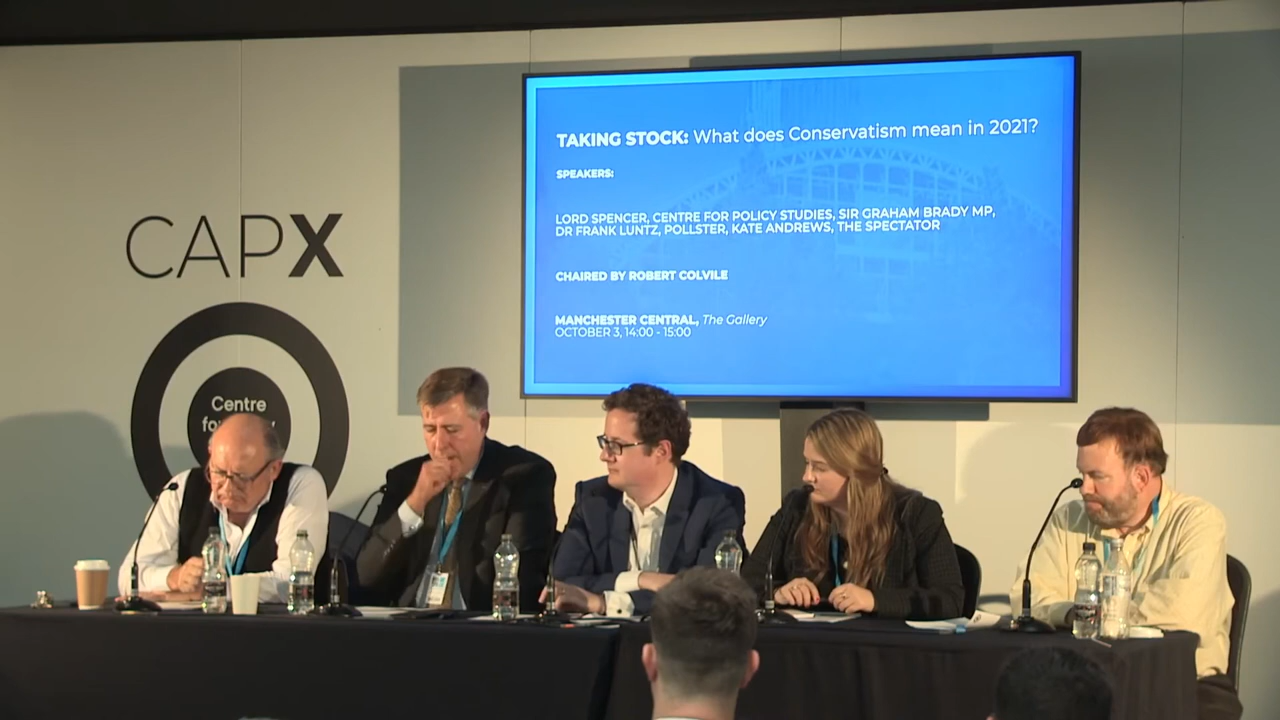 TAKING STOCK: What does Conservatism mean in 2021?
SPEAKERS:
LORD SPENCER, CENTRE FOR POLICY STUDIES, SIR GRAHAM BRADY MP,
DR FRANK LUNTZ, POLLSTER, KATE ANDREWS, THE SPECTATOR
CHAIRED BY ROBERT COLVILE
MANCHESTER CENTRAL, The Gallery
OCTOBER 3, 14:00 - 15:00
CAPX
Centre